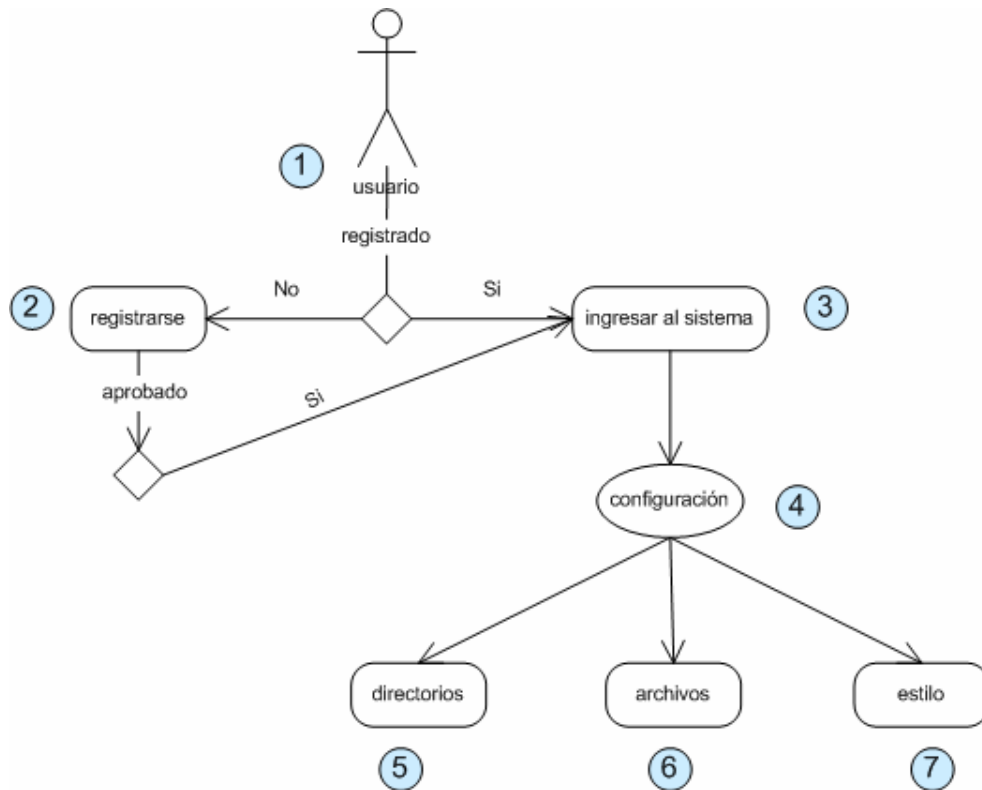 1
usuario
registrado
No
Si
2
registrarse
ingresar al sistema
3
aprobado
Si
configuración
4
directorios
archivos
estilo
5
6
7